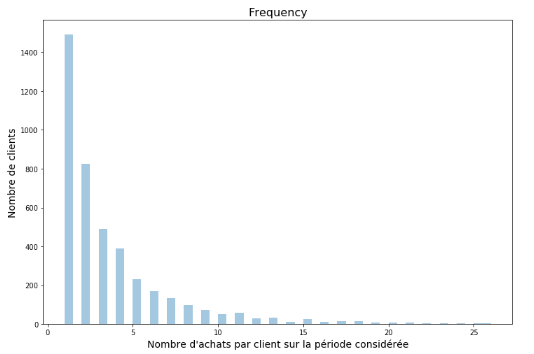 Frequency
Nombre de clients
1400
1200
1000
800
600
400
200
0
0 5 10 15 20 25
Nombre d'achats par client sur la période considérée